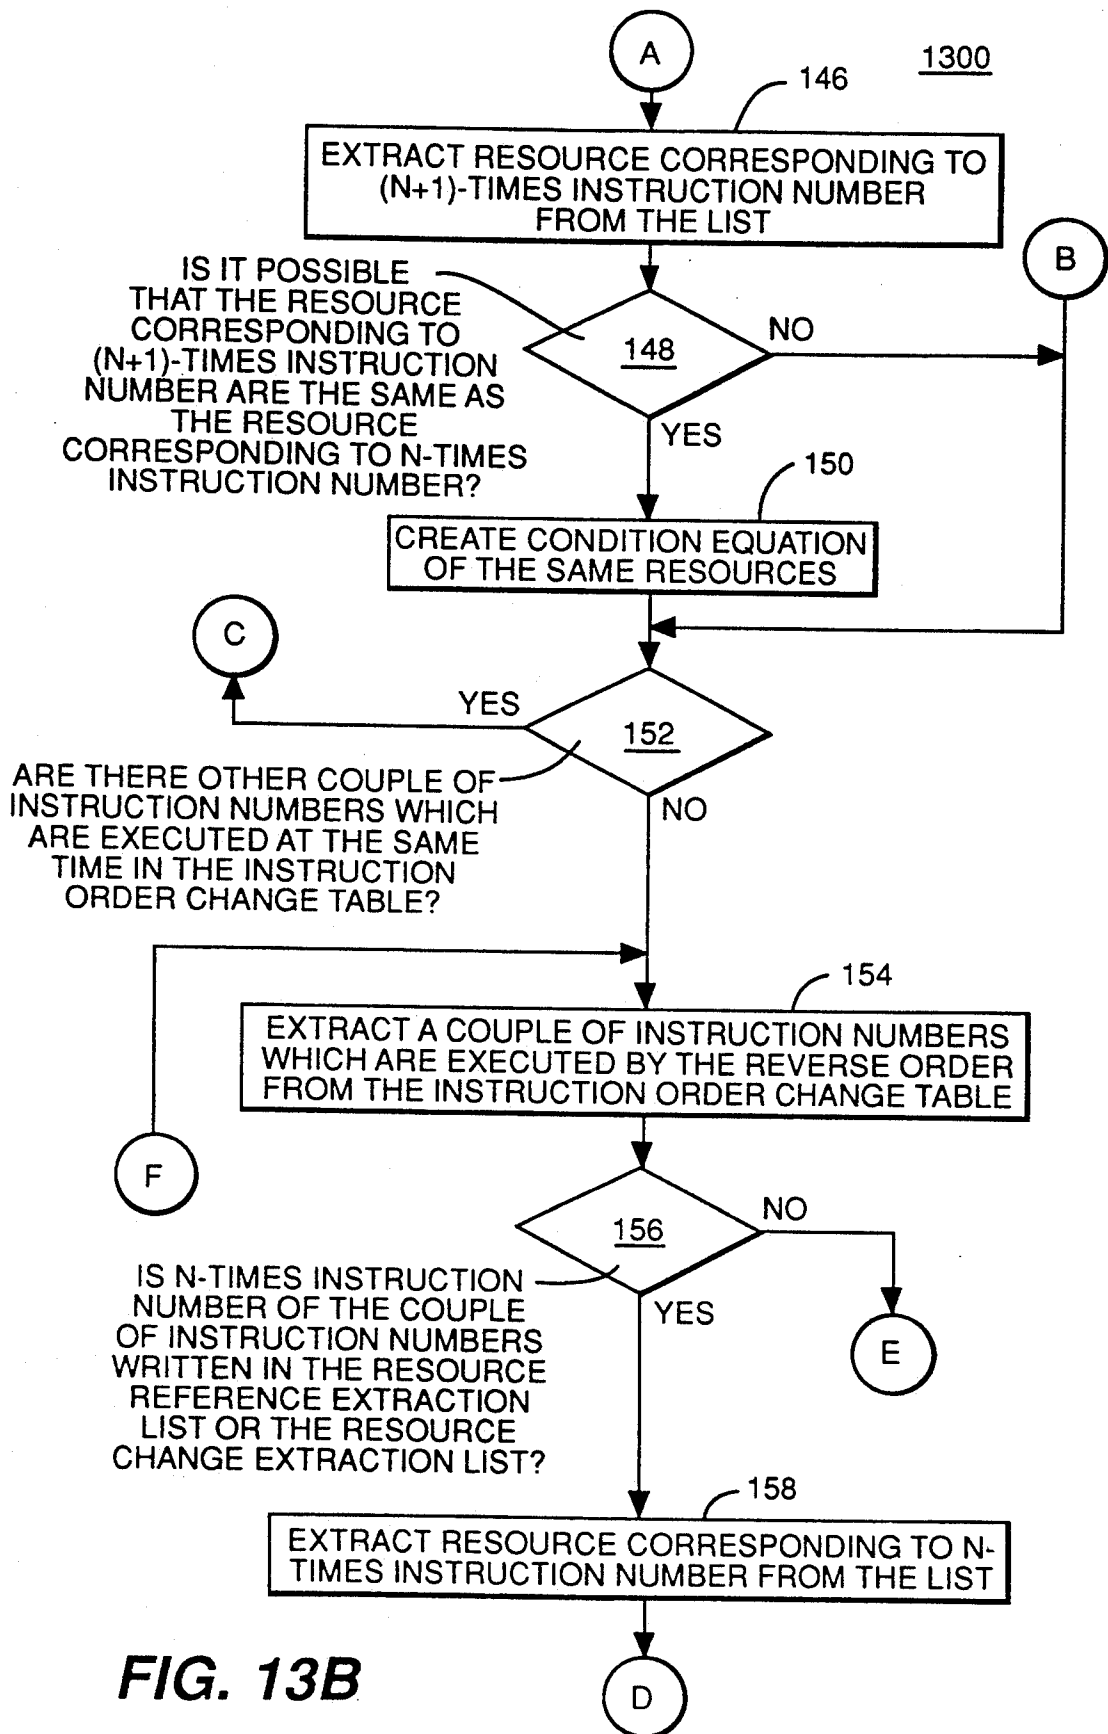 A
1300
146
EXTRACT RESOURCE CORRESPONDING TO
(N+1)-TIMES INSTRUCTION NUMBER
FROM THE LIST
B
IS IT POSSIBLE
THAT THE RESOURCE
CORRESPONDING TO
(N+1)-TIMES INSTRUCTION
NUMBER ARE THE SAME AS
THE RESOURCE
CORRESPONDING TO N-TIMES
INSTRUCTION NUMBER?
148
NO
YES
150
CREATE CONDITION EQUATION
OF THE SAME RESOURCES
C
YES
152
ARE THERE OTHER COUPLE OF
INSTRUCTION NUMBERS WHICH
ARE EXECUTED AT THE SAME
TIME IN THE INSTRUCTION
ORDER CHANGE TABLE?
NO
154
EXTRACT A COUPLE OF INSTRUCTION NUMBERS
WHICH ARE EXECUTED BY THE REVERSE ORDER
FROM THE INSTRUCTION ORDER CHANGE TABLE
F
156
NO
IS N-TIMES INSTRUCTION
NUMBER OF THE COUPLE
OF INSTRUCTION NUMBERS
WRITTEN IN THE RESOURCE
REFERENCE EXTRACTION
LIST OR THE RESOURCE
CHANGE EXTRACTION LIST?
YES
E
158
EXTRACT RESOURCE CORRESPONDING TO N-
TIMES INSTRUCTION NUMBER FROM THE LIST
D
FIG. 13B